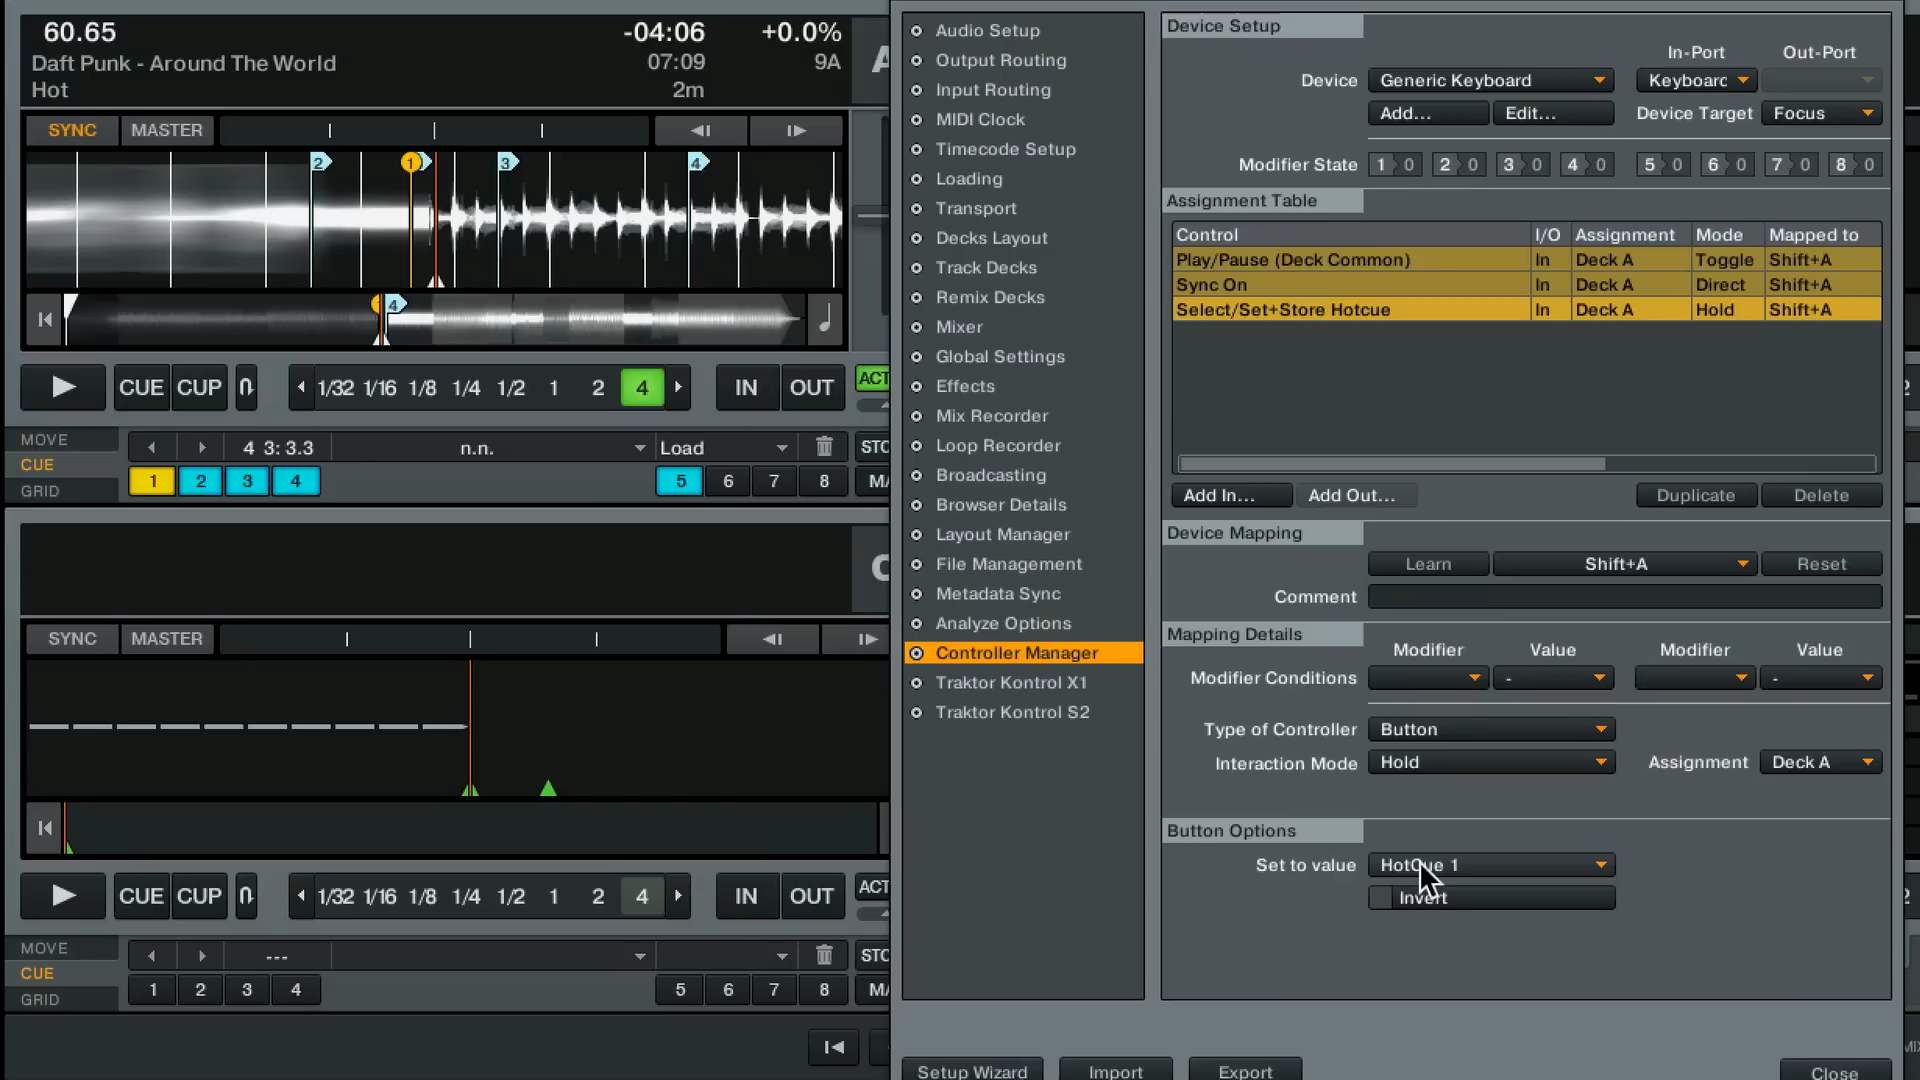 60.65
-04:06
+0.0%
Daft Punk - Around The World
07:09
9A
Hot
2m
SYNC
MASTER
2
1
3
4
4
CUE
CUP
1/32 1/16 1/8 1/4 1/2 1 2 4
IN
OUT
ACT
MOVE
CUE
GRID
4 3: 3.3
n.n.
Load
STO
1 2 3 4
5 6 7 8
MA
SYNC
MASTER
CUE
CUP
1/32 1/16 1/8 1/4 1/2 1 2 4
IN
OUT
ACT
MOVE
CUE
GRID
---
STO
1 2 3 4
5 6 7 8
MA
Audio Setup
Output Routing
Input Routing
MIDI Clock
Timecode Setup
Loading
Transport
Decks Layout
Track Decks
Remix Decks
Mixer
Global Settings
Effects
Mix Recorder
Loop Recorder
Broadcasting
Browser Details
Layout Manager
File Management
Metadata Sync
Analyze Options
Controller Manager
Traktor Kontrol X1
Traktor Kontrol S2
Setup Wizard
Import
Export
Close
Device Setup
In-Port
Out-Port
Device
Generic Keyboard
Keyboarc
Add...
Edit...
Device Target
Focus
Modifier State
1 0 2 0 3 0 4 0 5 0 6 0 7 0 8 0
Assignment Table
Control I/O Assignment Mode Mapped to
Play/Pause (Deck Common) In Deck A Toggle Shift+A
Sync On In Deck A Direct Shift+A
Select/Set+Store Hotcue In Deck A Hold Shift+A
Add In...
Add Out...
Duplicate
Delete
Device Mapping
Learn
Shift+A
Reset
Comment
Mapping Details
Modifier Value Modifier Value
Modifier Conditions
-
-
Type of Controller
Button
Interaction Mode
Hold
Assignment
Deck A
Button Options
Set to value
HotCue 1
Invert